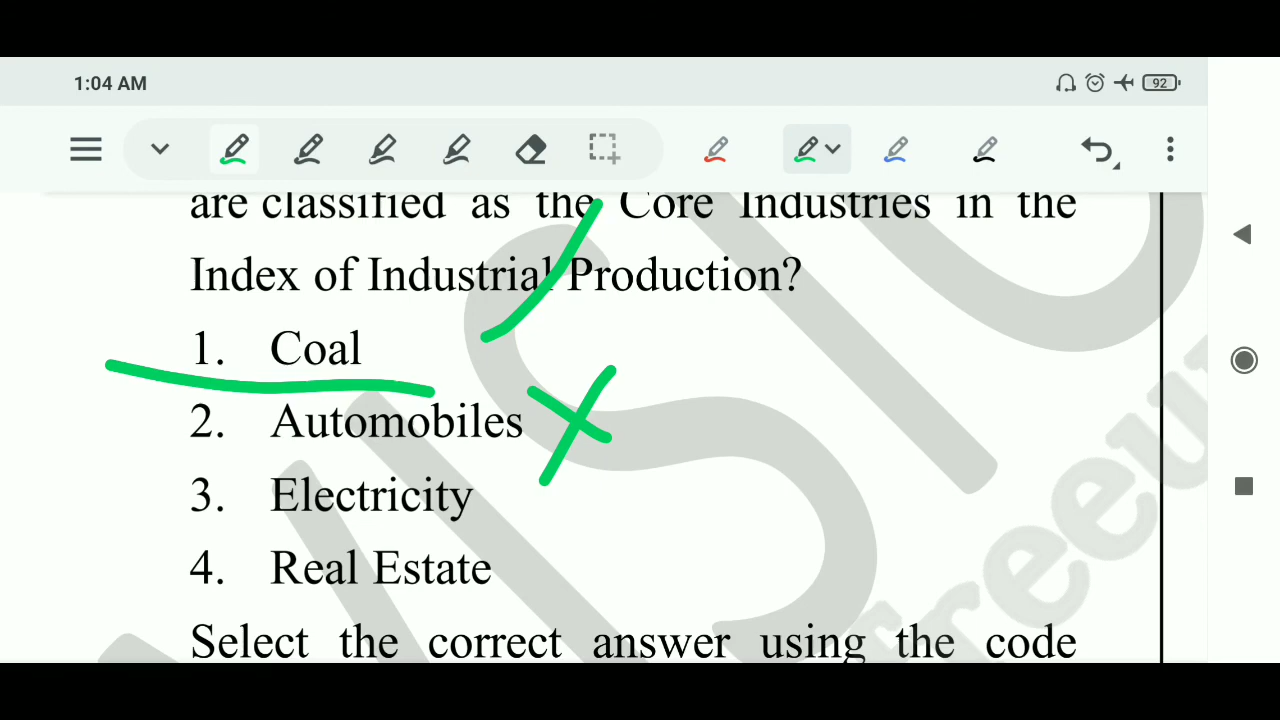 1:04 AM
92
are classified as the Core Industries in the
Index of Industrial Production?
1. Coal
2. Automobiles
3. Electricity
4. Real Estate
Select the correct answer using the code